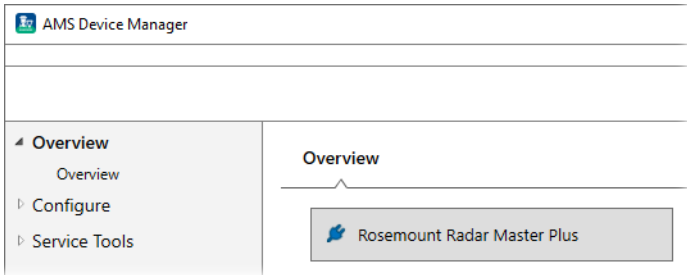 AMS Device Manager
Overview
Overview
Configure
Service Tools
Overview
Rosemount Radar Master Plus